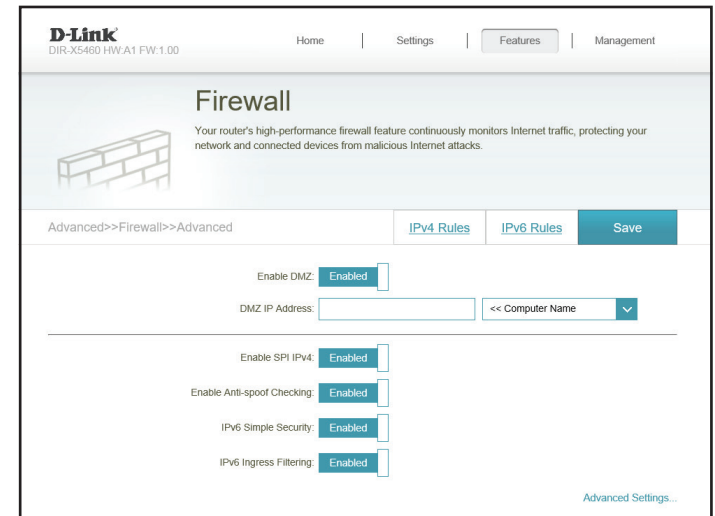 D-Link
DIR-X5460 HW:A1 FW:1.00
Home | Settings | Features | Management
Firewall
Your router's high-performance firewall feature continuously monitors Internet traffic, protecting your
network and connected devices from malicious Internet attacks.
Advanced>>Firewall>>Advanced
IPv4 Rules
IPv6 Rules
Save
Enable DMZ: Enabled
DMZ IP Address: << Computer Name
Enable SPI IPv4: Enabled
Enable Anti-spoof Checking: Enabled
IPv6 Simple Security: Enabled
IPv6 Ingress Filtering: Enabled
Advanced Settings...